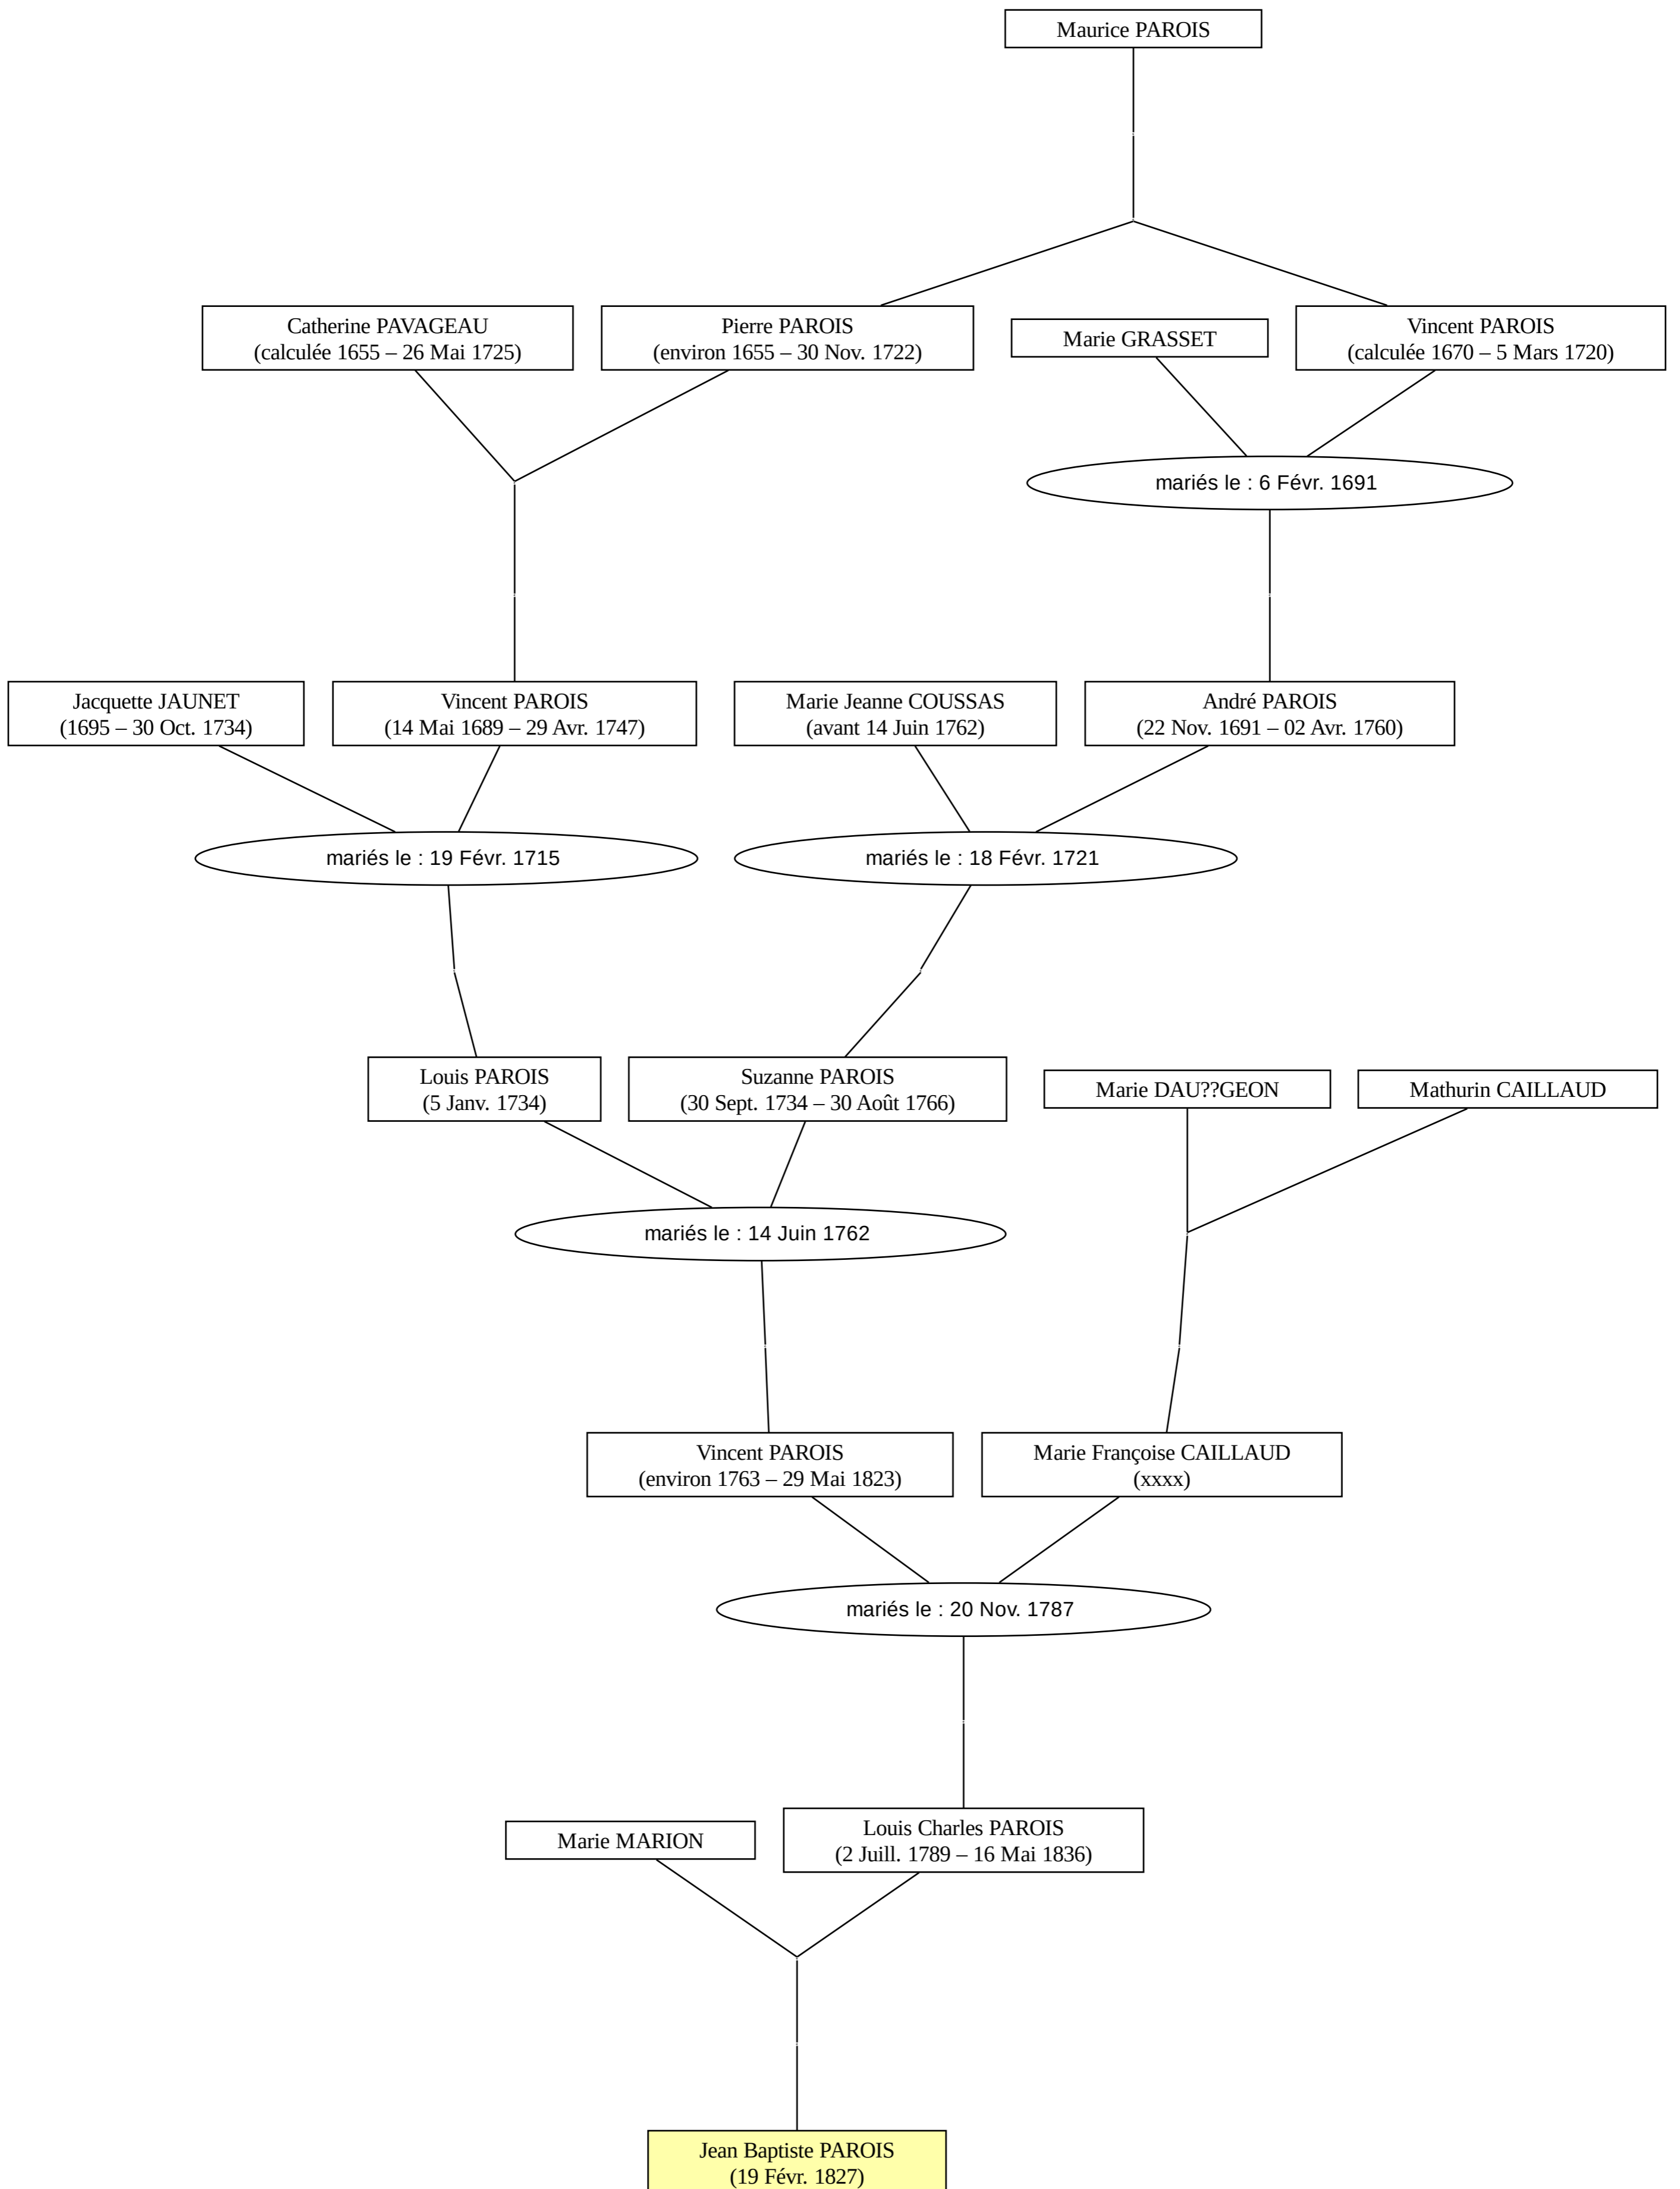 Maurice PAROIS
Catherine PAVAGEAU
(calculée 1655 – 26 Mai 1725)
Pierre PAROIS
(environ 1655 – 30 Nov. 1722)
Marie GRASSET
Vincent PAROIS
(calculée 1670 – 5 Mars 1720)
mariés le : 6 Févr. 1691
Jacquette JAUNET
(1695 – 30 Oct. 1734)
Vincent PAROIS
(14 Mai 1689 – 29 Avr. 1747)
Marie Jeanne COUSSAS
(avant 14 Juin 1762)
André PAROIS
(22 Nov. 1691 – 02 Avr. 1760)
mariés le : 19 Févr. 1715
mariés le : 18 Févr. 1721
Louis PAROIS
(5 Janv. 1734)
Suzanne PAROIS
(30 Sept. 1734 – 30 Août 1766)
Marie DAU??GEON
Mathurin CAILLAUD
mariés le : 14 Juin 1762
Vincent PAROIS
(environ 1763 – 29 Mai 1823)
Marie Françoise CAILLAUD
(xxxx)
mariés le : 20 Nov. 1787
Marie MARION
Louis Charles PAROIS
(2 Juill. 1789 – 16 Mai 1836)
Jean Baptiste PAROIS
(19 Févr. 1827)